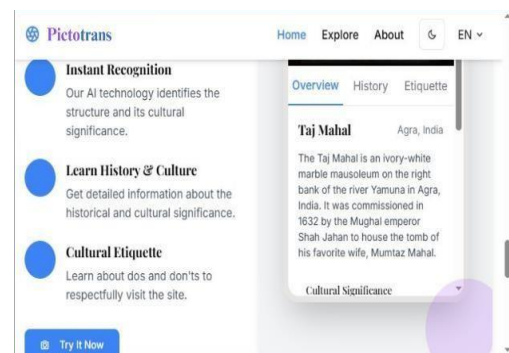 Pictotrans
Home Explore About EN
Instant Recognition
Our AI technology identifies the
structure and its cultural
significance.
Learn History & Culture
Get detailed information about the
historical and cultural significance.
Cultural Etiquette
Learn about dos and don'ts to
respectfully visit the site.
Try It Now
Overview History Etiquette
Taj Mahal Agra, India
The Taj Mahal is an ivory-white
marble mausoleum on the right
bank of the river Yamuna in Agra,
India. It was commissioned in
1632 by the Mughal emperor
Shah Jahan to house the tomb of
his favorite wife, Mumtaz Mahal.
Cultural Significance